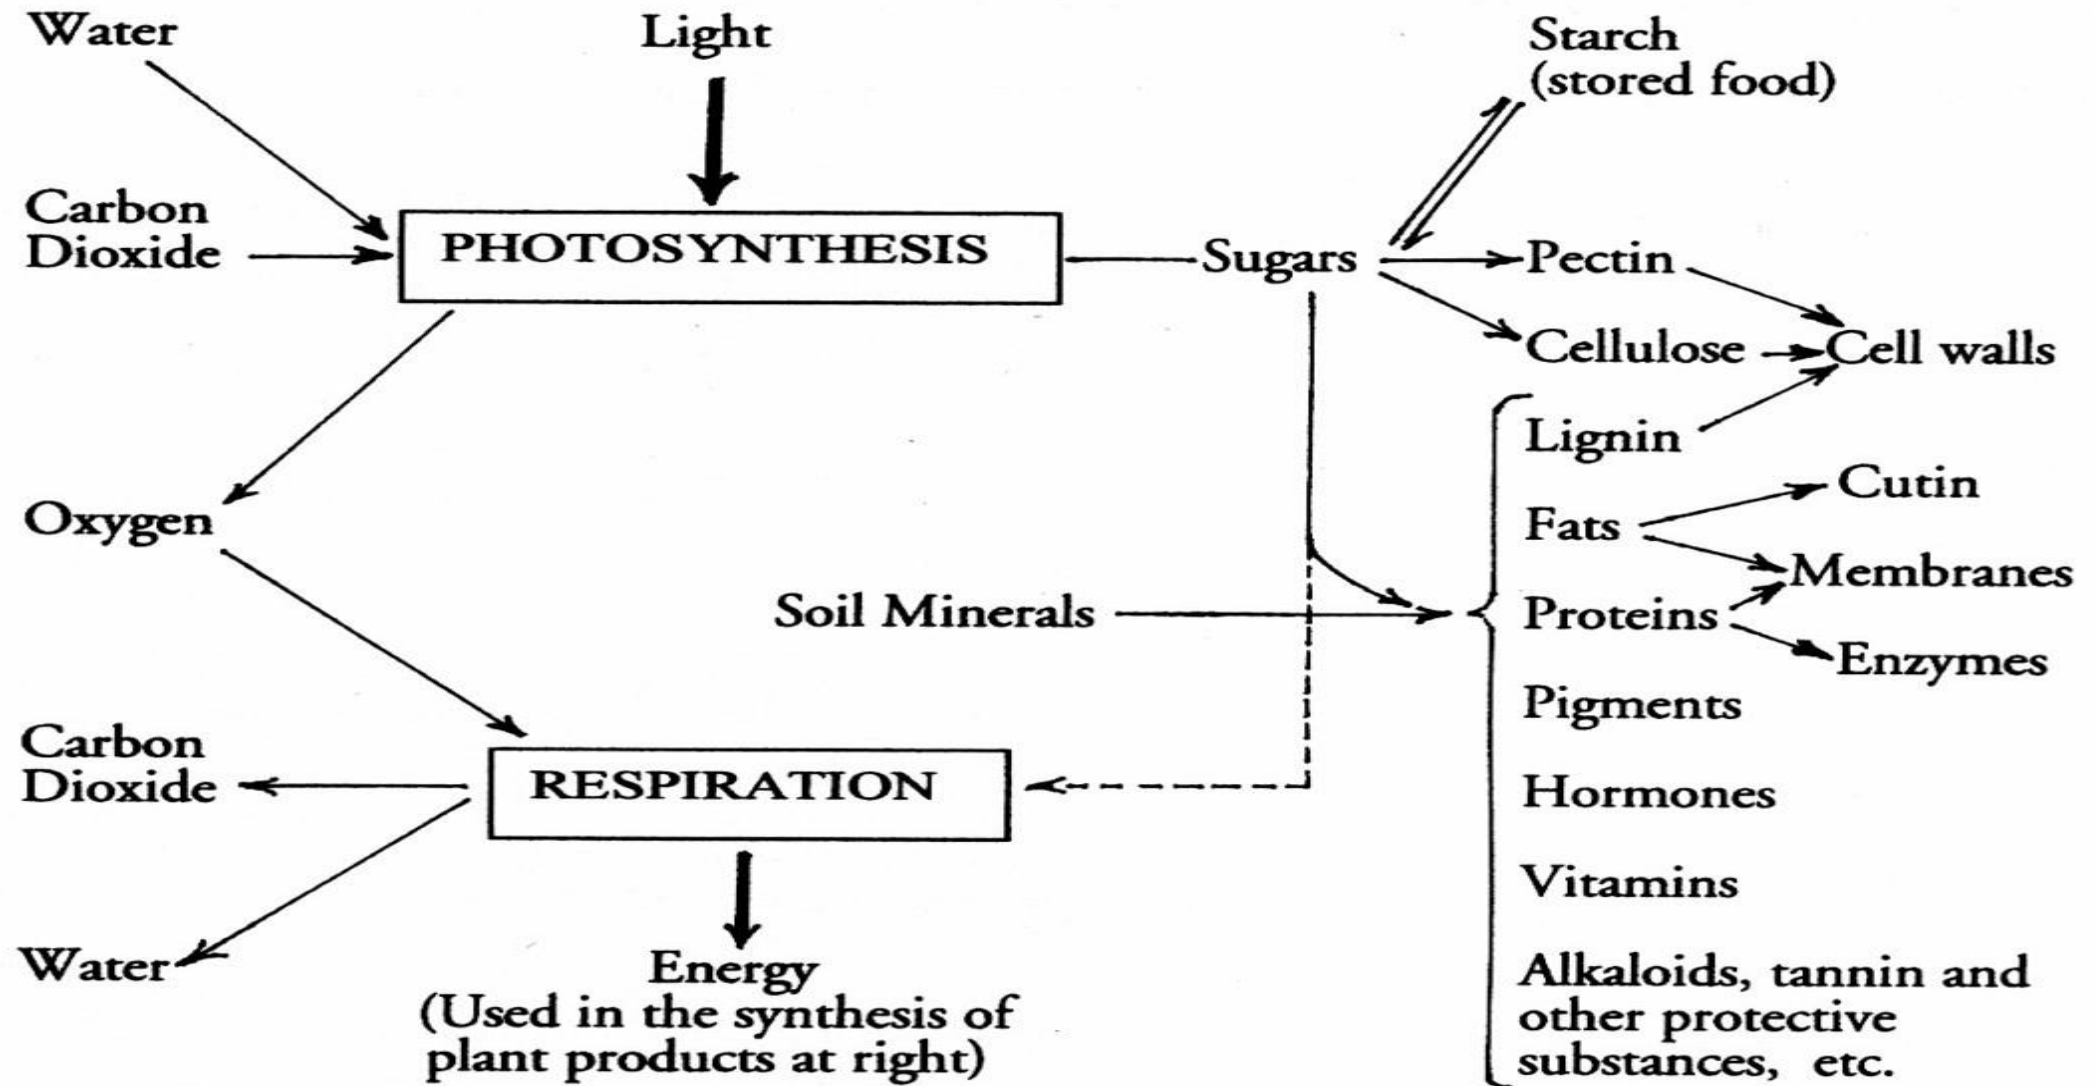 Water
Light
Starch
(stored food)
Carbon
Dioxide
PHOTOSYNTHESIS
Sugars
Pectin
Cellulose
Cell walls
Lignin
Cutin
Oxygen
Fats
Membranes
Soil Minerals
Proteins
Enzymes
Pigments
Carbon
Dioxide
RESPIRATION
Hormones
Vitamins
Water
Energy
(Used in the synthesis of
plant products at right)
Alkaloids, tannin and
other protective
substances, etc.